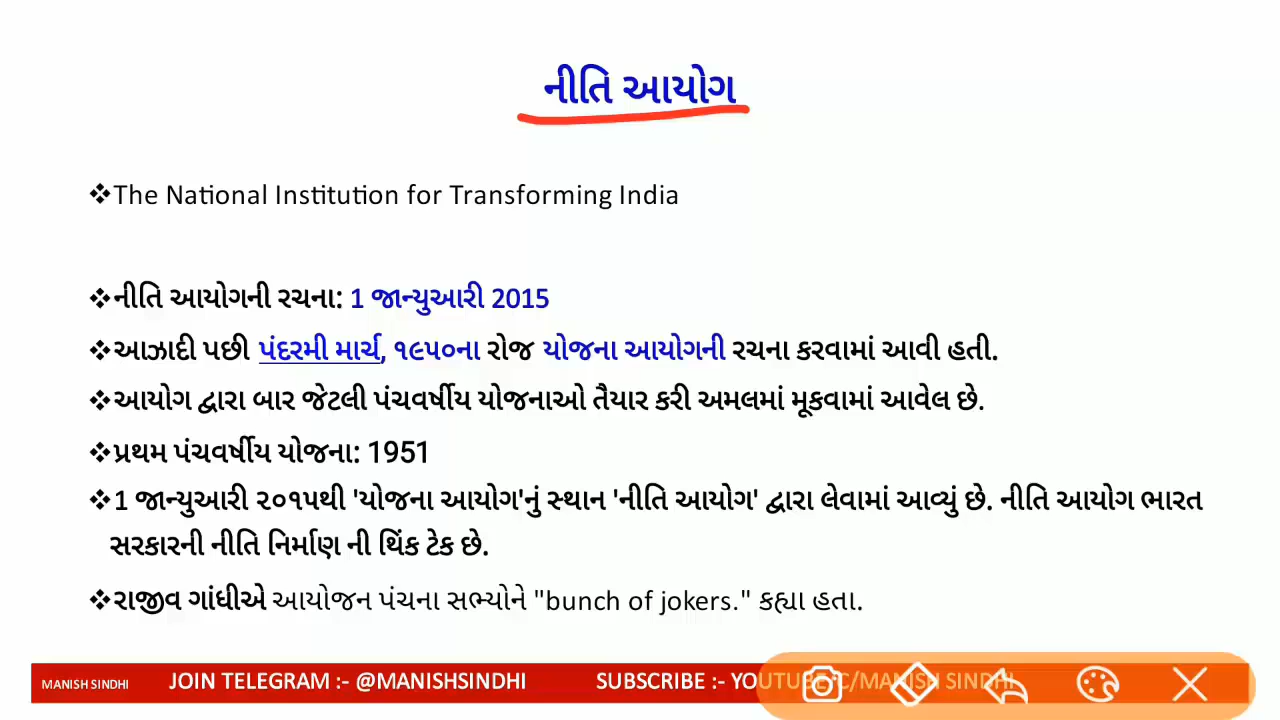 નીતિ આયોગ
❖The National Institution for Transforming India
❖નીતિ આયોગની રચના: 1 જાન્યુઆરી 2015
❖આઝાદી પછી પંદરમી માર્ચ, ૧૯૫૦ના રોજ યોજના આયોગની રચના કરવામાં આવી હતી.
❖આયોગ દ્વારા બાર જેટલી પંચવર્ષીય યોજનાઓ તૈયાર કરી અમલમાં મૂકવામાં આવેલ છે.
❖પ્રથમ પંચવર્ષીય યોજના: 1951
❖1 જાન્યુઆરી ૨૦૧૫થી 'યોજના આયોગ'નું સ્થાન 'નીતિ આયોગ' દ્વારા લેવામાં આવ્યું છે. નીતિ આયોગ ભારત
સરકારની નીતિ નિર્માણ ની થિંક ટેક છે.
❖રાજીવ ગાંધીએ આયોજન પંચના સભ્યોને "bunch of jokers." કહ્યા હતા.
MANISH SINDHI JOIN TELEGRAM :- @MANISHSINDHI SUBSCRIBE :- YOUTUBE/C/MANISH SINDHI